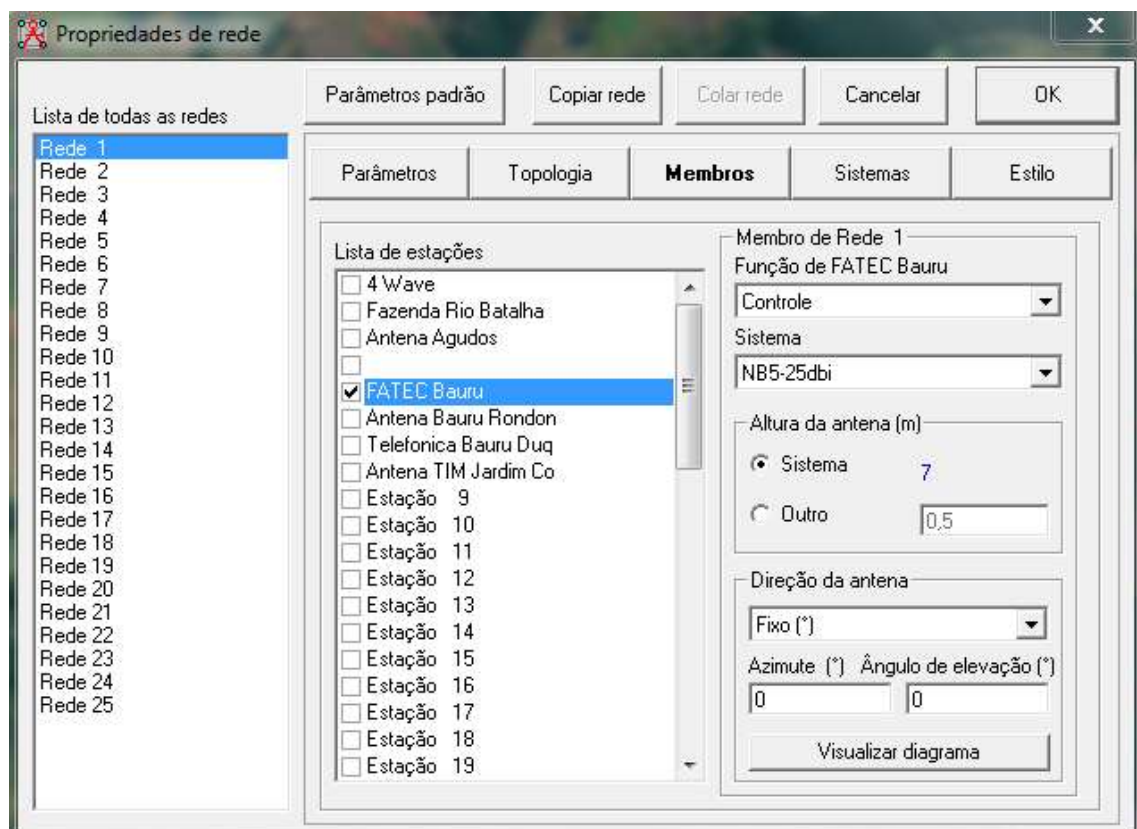 Propriedades de rede
X
Lista de todas as redes
Rede 1
Rede 2
Rede 3
Rede 4
Rede 5
Rede 6
Rede 7
Rede 8
Rede 9
Rede 10
Rede 11
Rede 12
Rede 13
Rede 14
Rede 15
Rede 16
Rede 17
Rede 18
Rede 19
Rede 20
Rede 21
Rede 22
Rede 23
Rede 24
Rede 25
Parâmetros padrão
Copiar rede
Colar rede
Cancelar
OK
Parâmetros
Topologia
Membros
Sistemas
Estilo
Lista de estações
4 Wave
Fazenda Rio Batalha
Antena Agudos
FATEC Bauru
Antena Bauru Rondon
Telefonica Bauru Duq
Antena TIM Jardim Co
Estação 9
Estação 10
Estação 11
Estação 12
Estação 13
Estação 14
Estação 15
Estação 16
Estação 17
Estação 18
Estação 19
Membro de Rede 1
Função de FATEC Bauru
Controle
Sistema
NB5-25dbi
Altura da antena (m)
Sistema 7
Outro 0,5
Direção da antena
Fixo (°)
Azimute (°) Ângulo de elevação (°)
0 0
Visualizar diagrama